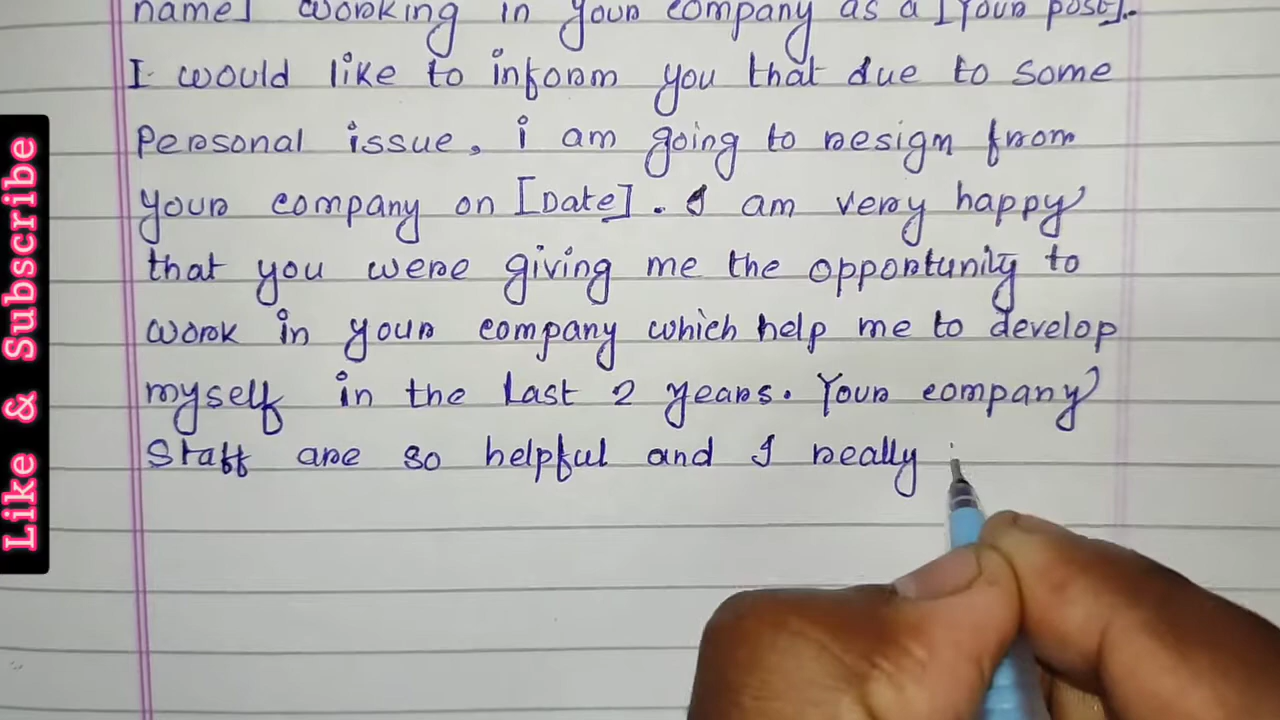 name] working in your company as a [Your post].
I would like to inform you that due to some
Personal issue, i am going to resign from
your company on [Date]. I am very happy
that you were giving me the opportunity to
work in your company which help me to develop
myself in the last 2 years. Your company
Staff are so helpful and I really
Like & Subscribe